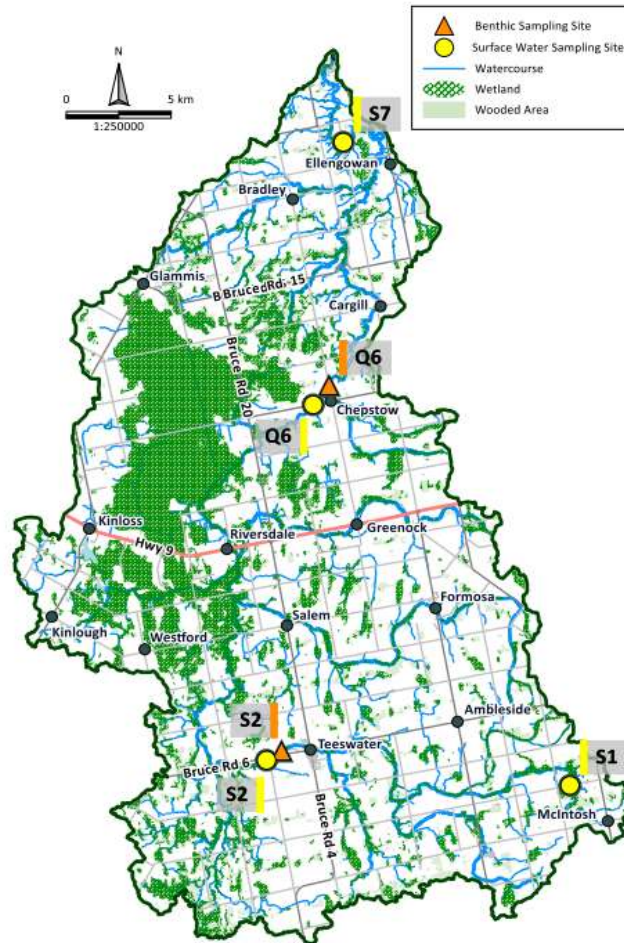 Benthic Sampling Site
Surface Water Sampling Site
Watercourse
Wetland
Wooded Area
N
0 5 km
1:250000
S7
Ellengowan
Bradley
Glammis
Bruce Rd 15
Cargill
Bruce Rd 20
Q6
Chepstow
Q6
Kinloss
Hwy 9
Riversdale
Greenock
Kinlough
Westford
Salem
Formosa
S2
Ambleside
Bruce Rd 6
Teeswater
S1
S2
Bruce Rd 4
McIntosh